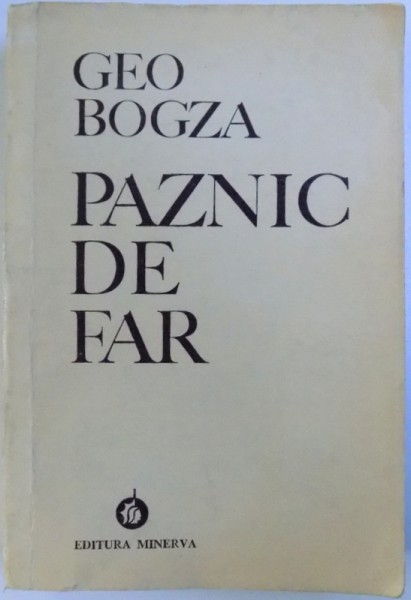 GEO
BOGZA
PAZNIC
DE
FAR
EDITURA MINERVA